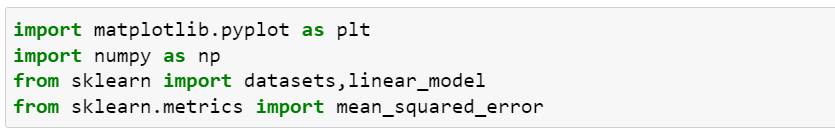 import matplotlib.pyplot as plt
import numpy as np
from sklearn import datasets,linear_model
from sklearn.metrics import mean_squared_error